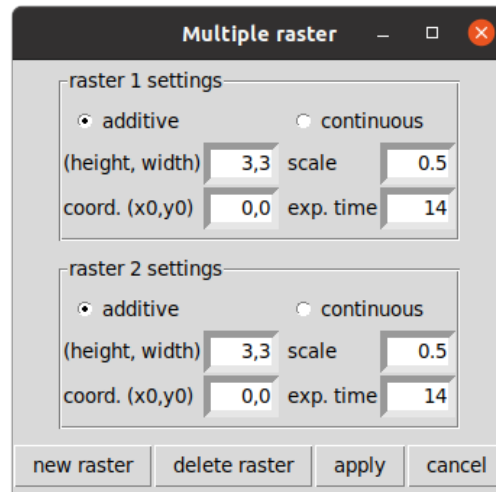 Multiple raster
raster 1 settings
additive continuous
(height, width) 3,3 scale 0.5
coord. (x0,y0) 0,0 exp. time 14
raster 2 settings
additive continuous
(height, width) 3,3 scale 0.5
coord. (x0,y0) 0,0 exp. time 14
new raster delete raster apply cancel